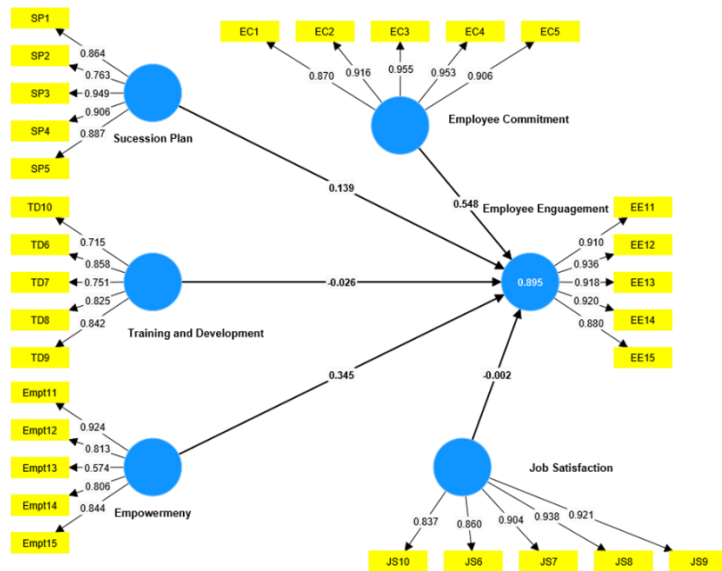 SP1
SP2
SP3
SP4
SP5
0.864
0.763
0.949
0.906
0.887
Sucession Plan
EC1
EC2
EC3
EC4
EC5
0.870
0.916
0.955
0.953
0.906
Employee Commitment
0.139
0.548
TD10
TD6
TD7
TD8
TD9
0.715
0.858
0.751
0.825
0.842
Training and Development
-0.026
Employee Enguagement
0.895
EE11
EE12
EE13
EE14
EE15
0.910
0.936
0.918
0.920
0.880
Empt11
Empt12
Empt13
Empt14
Empt15
0.924
0.813
0.574
0.806
0.844
Empowermeny
0.345
-0.002
Job Satisfaction
0.837
0.860
0.904
0.938
0.921
JS10
JS6
JS7
JS8
JS9